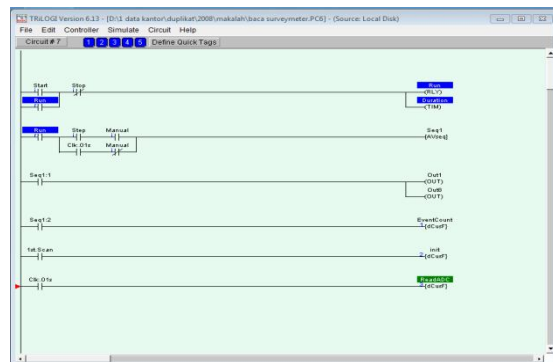 TRiLOGI Version 6.13 - [D:\1 data kantor\duplikat\2008\makalah\baca surveymeter.PC6] - (Source: Local Disk)
File Edit Controller Simulate Circuit Help
Circuit # 7 1 2 3 4 5 Define Quick Tags
Start Stop Run
(RLY)
Run Duration
(TIM)
Run Step Manual Seq1
[AVseq]
Clk:.01s Manual
Seq1:1 Out1
(OUT)
Out8
(OUT)
Seq1:2 EventCount
{dCusF}
1st.Scan init
{dCusF}
Clk:.01s ReadADC
{dCusF}